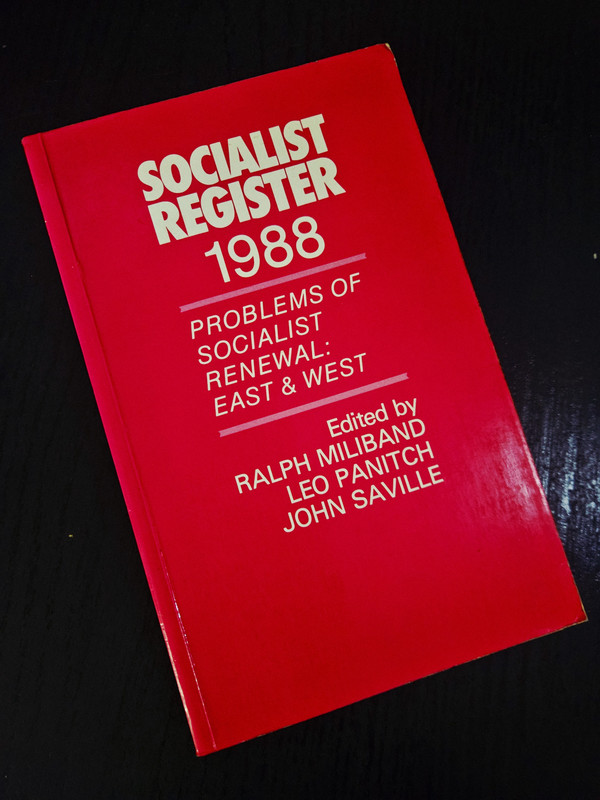 SOCIALIST
REGISTER
1988
PROBLEMS OF
SOCIALIST
RENEWAL:
EAST & WEST
Edited by
RALPH MILIBAND
LEO PANITCH
JOHN SAVILLE